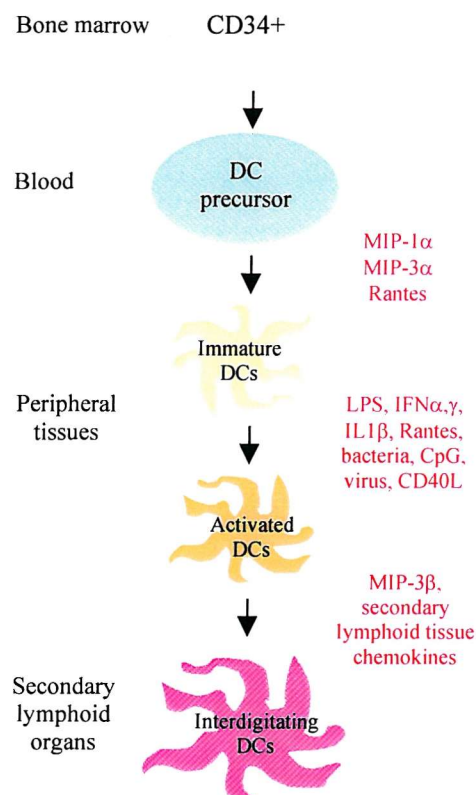 Bone marrow CD34+
Blood
DC
precursor
MIP-1α
MIP-3α
Rantes
Immature
DCs
Peripheral
tissues
LPS, IFNα,γ,
IL1β, Rantes,
bacteria, CpG,
virus, CD40L
Activated
DCs
MIP-3β,
secondary
lymphoid tissue
chemokines
Secondary
lymphoid
organs
Interdigitating
DCs